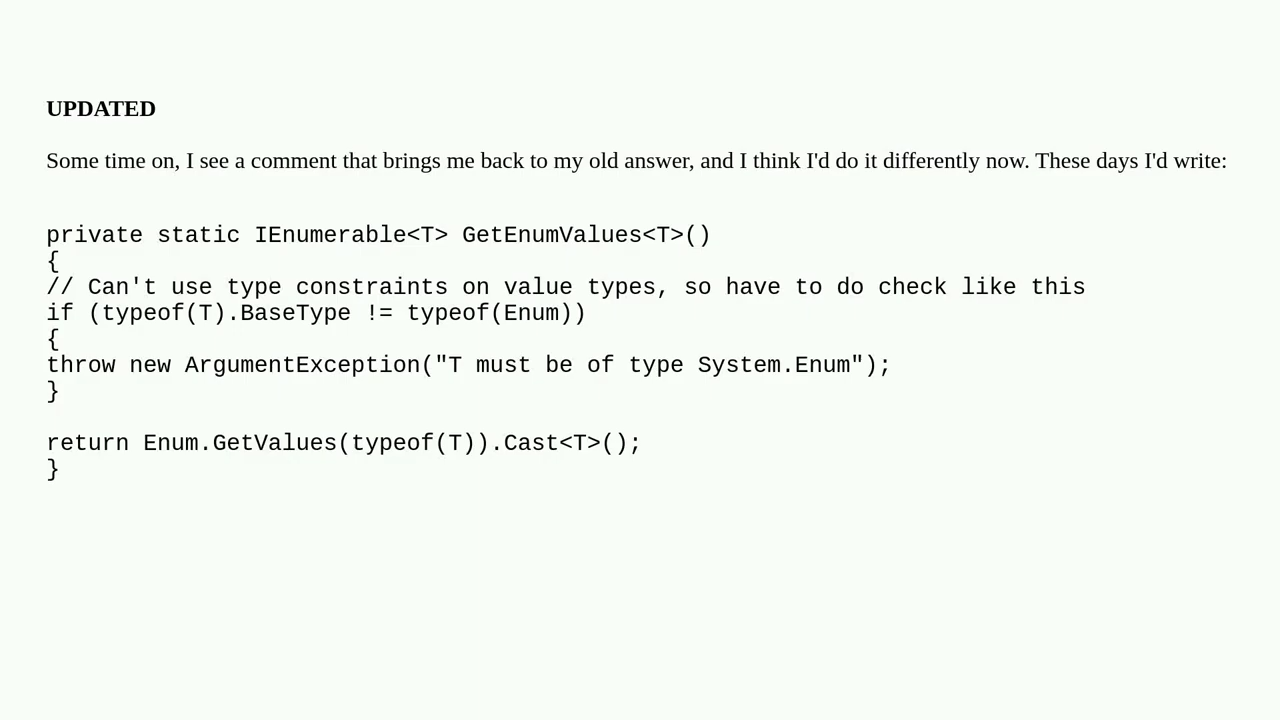 UPDATED
Some time on, I see a comment that brings me back to my old answer, and I think I'd do it differently now. These days I'd write:
private static IEnumerable<T> GetEnumValues<T>()
{
// Can't use type constraints on value types, so have to do check like this
if (typeof(T).BaseType != typeof(Enum))
{
throw new ArgumentException("T must be of type System.Enum");
}
return Enum.GetValues(typeof(T)).Cast<T>();
}